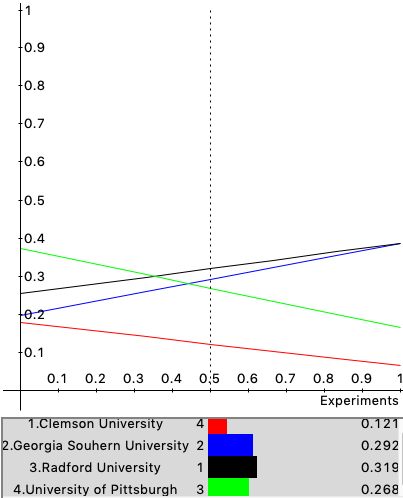 1
0.9
0.8
0.7
0.6
0.5
0.4
0.3
0.2
0.1
0.1 0.2 0.3 0.4 0.5 0.6 0.7 0.8 0.9 1
Experiments
1.Clemson University 4 0.121
2.Georgia Souhern University 2 0.292
3.Radford University 1 0.319
4.University of Pittsburgh 3 0.268